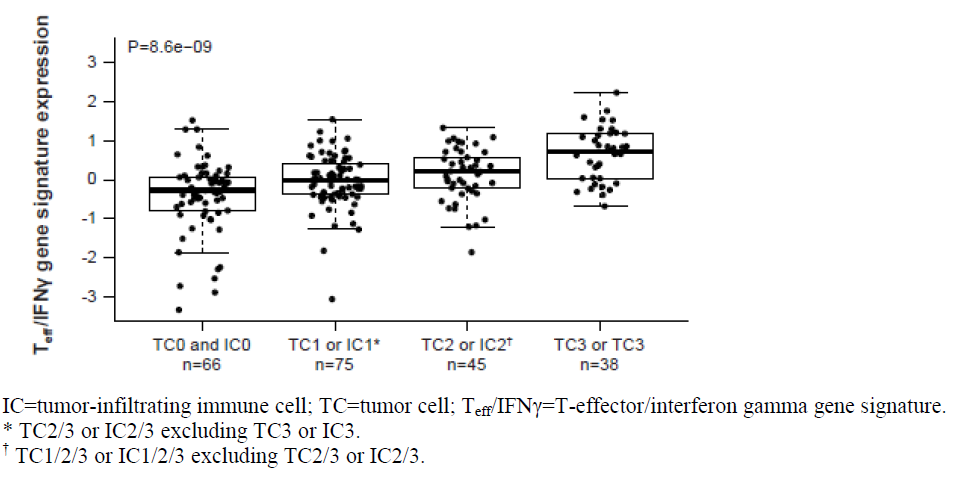 P=8.6e−09
T_eff/IFNγ gene signature expression
3
2
1
0
-1
-2
-3
TC0 and IC0 TC1 or IC1* TC2 or IC2† TC3 or TC3
n=66 n=75 n=45 n=38
IC=tumor-infiltrating immune cell; TC=tumor cell; T_eff/IFNγ=T-effector/interferon gamma gene signature.
* TC2/3 or IC2/3 excluding TC3 or IC3.
† TC1/2/3 or IC1/2/3 excluding TC2/3 or IC2/3.